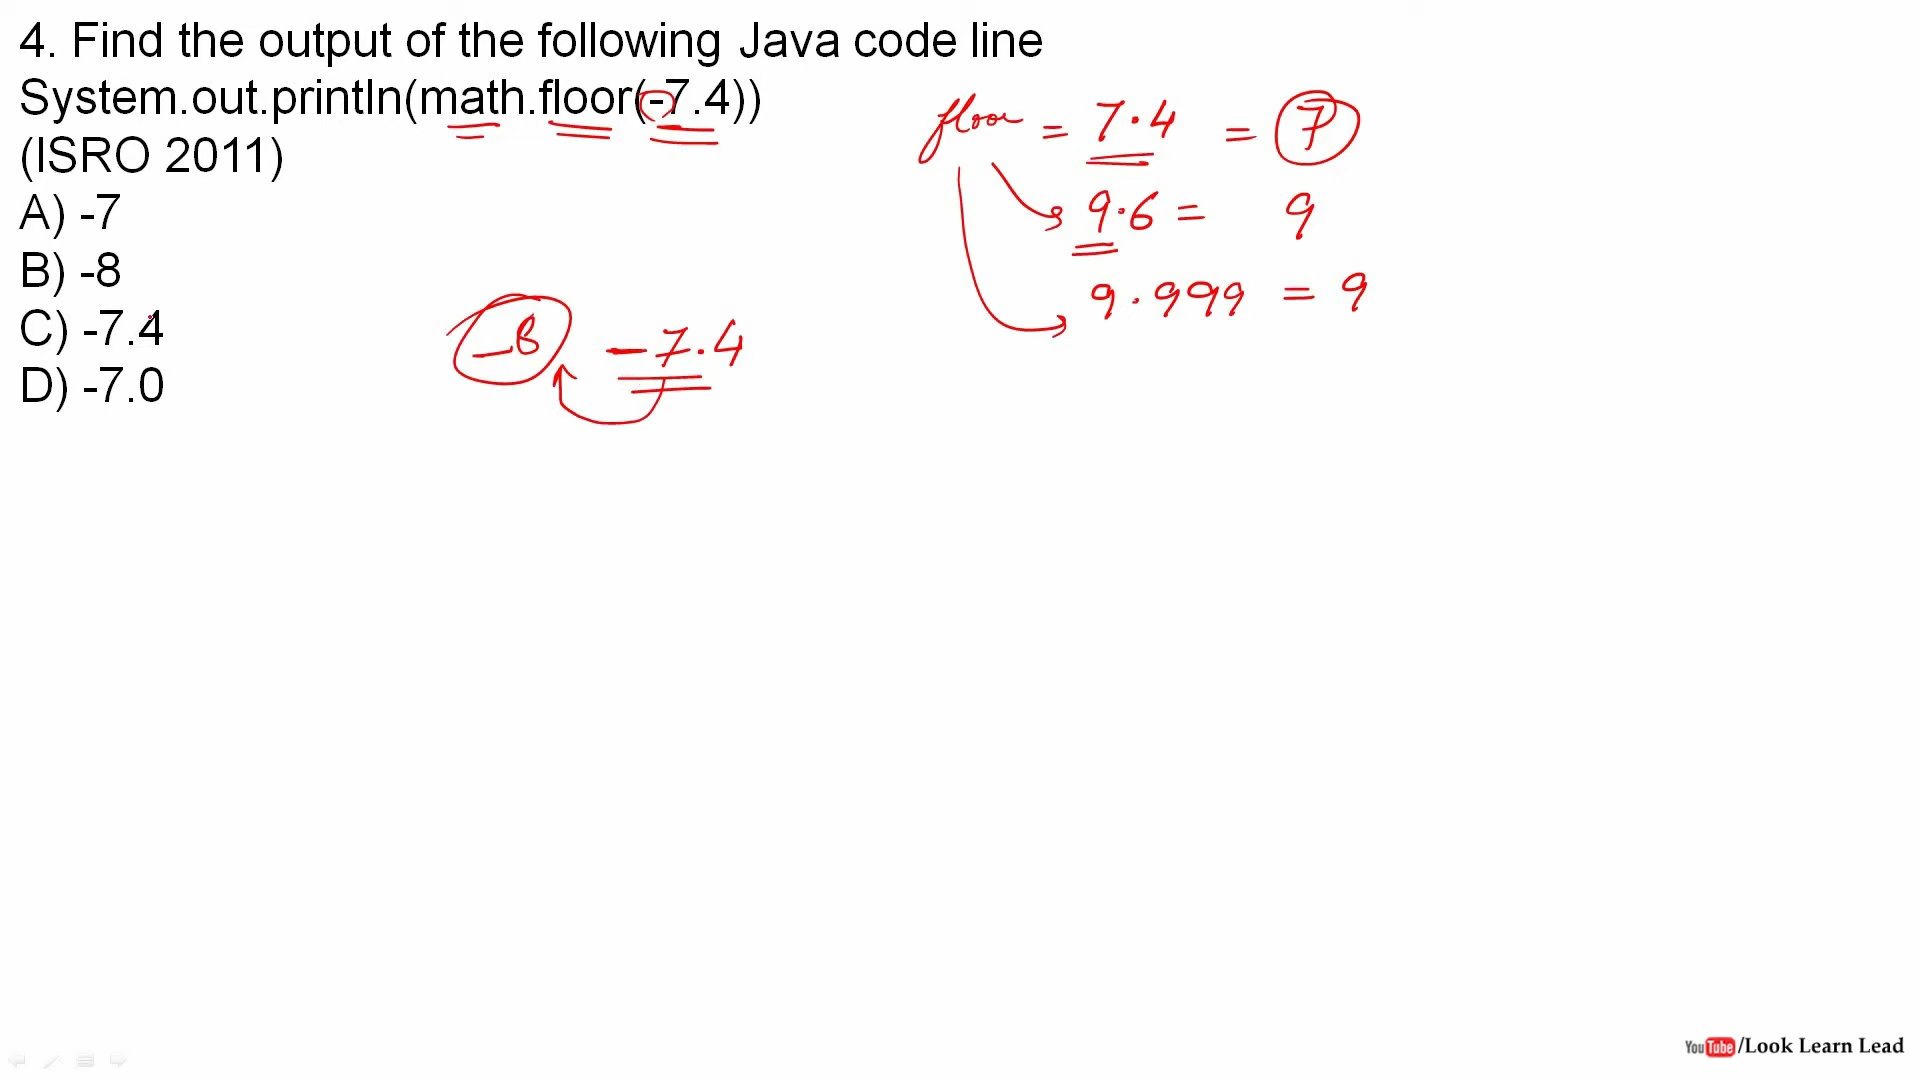 4. Find the output of the following Java code line
System.out.println(math.floor(-7.4))
(ISRO 2011)
A) -7
B) -8
C) -7.4
D) -7.0
floor = 7.4 = 7
9.6 = 9
9.999 = 9
-8 -7.4
YouTube/Look Learn Lead